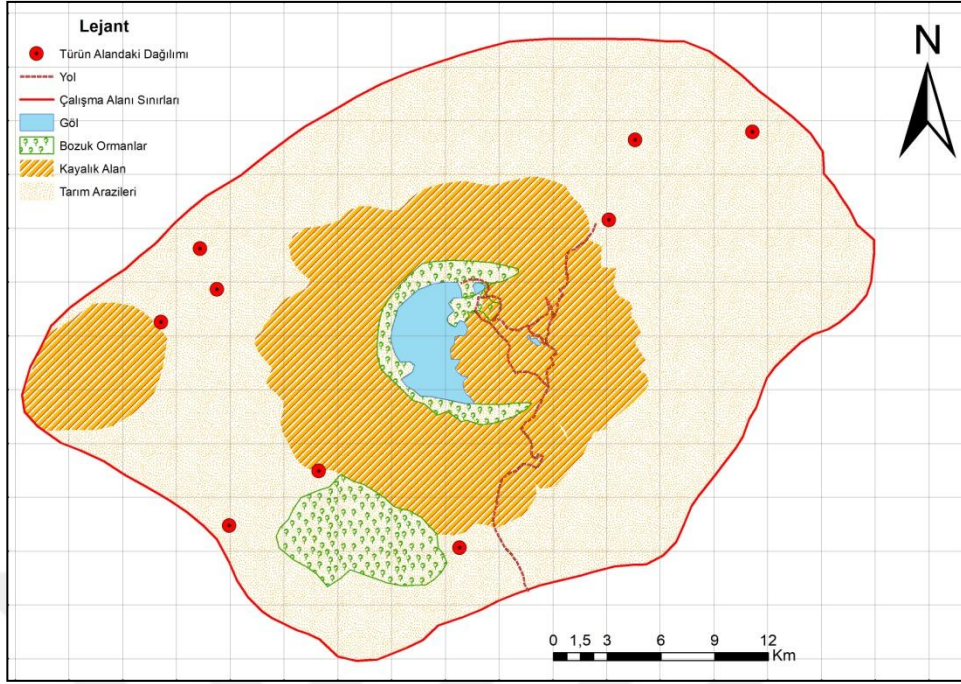 Lejant
Türün Alandaki Dağılımı
Yol
Çalışma Alanı Sınırları
Göl
Bozuk Ormanlar
Kayalık Alan
Tarım Arazileri
N
0 1,5 3 6 9 12
Km